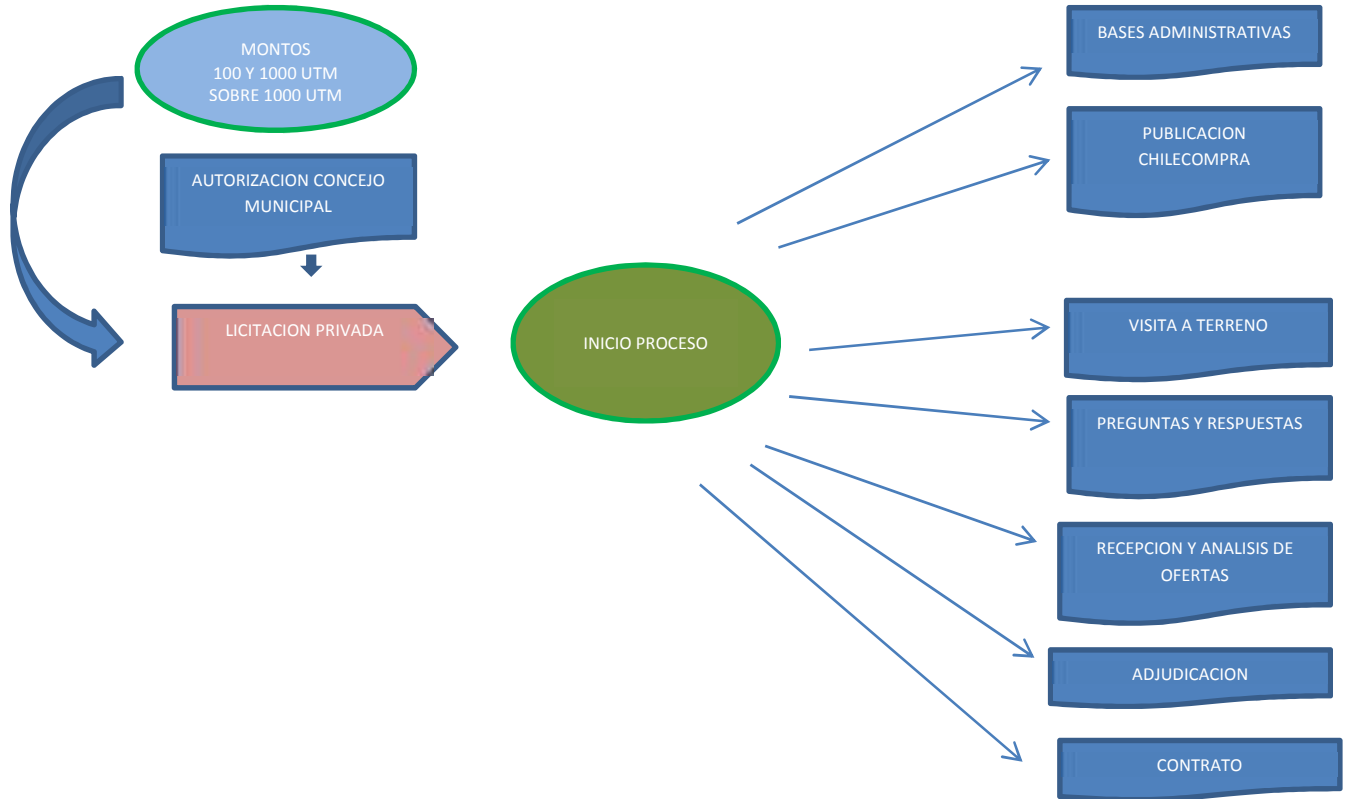 MONTOS
100 Y 1000 UTM
SOBRE 1000 UTM
AUTORIZACION CONCEJO
MUNICIPAL
LICITACION PRIVADA
INICIO PROCESO
BASES ADMINISTRATIVAS
PUBLICACION
CHILECOMPRA
VISITA A TERRENO
PREGUNTAS Y RESPUESTAS
RECEPCION Y ANALISIS DE
OFERTAS
ADJUDICACION
CONTRATO